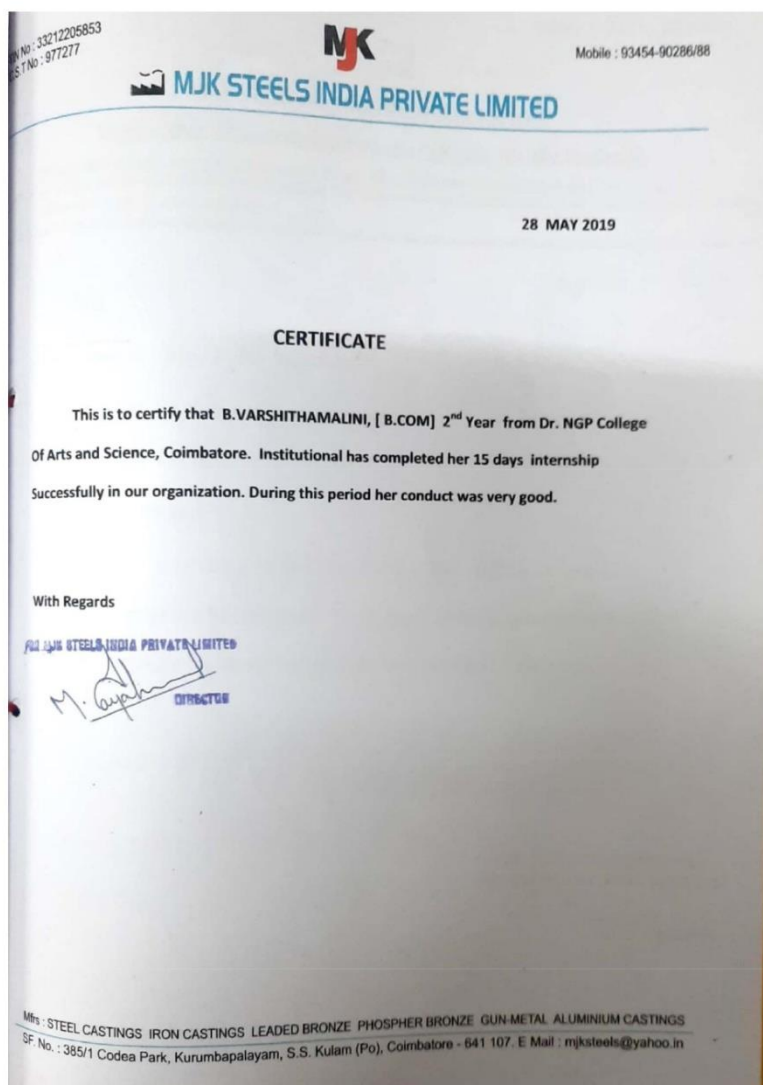 No : 33212205853
S T No : 977277
MJK
Mobile : 93454-90286/88
MJK STEELS INDIA PRIVATE LIMITED
28 MAY 2019
CERTIFICATE
This is to certify that B.VARSHITHAMALINI, [ B.COM] 2nd Year from Dr. NGP College
Of Arts and Science, Coimbatore. Institutional has completed her 15 days internship
Successfully in our organization. During this period her conduct was very good.
With Regards
STEELS INDIA PRIVATE LIMITED
M.
DIRECTOR
Mfrs : STEEL CASTINGS IRON CASTINGS LEADED BRONZE PHOSPHER BRONZE GUN-METAL ALUMINIUM CASTINGS
SF. No. : 385/1 Codea Park, Kurumbapalayam, S.S. Kulam (Po), Coimbatore - 641 107. E Mail : mjksteels@yahoo.in